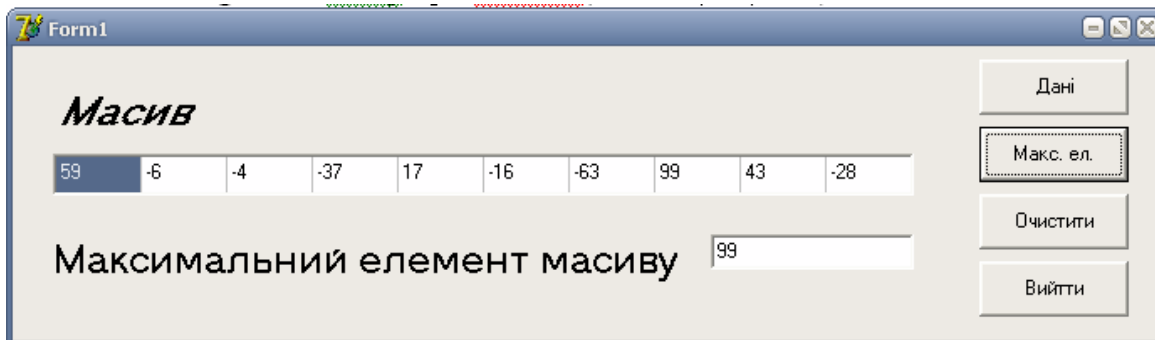 Form1
Дані
Масив
Макс. ел.
59 -6 -4 -37 17 -16 -63 99 43 -28
Очистити
Максимальний елемент масиву 99
Вийтти